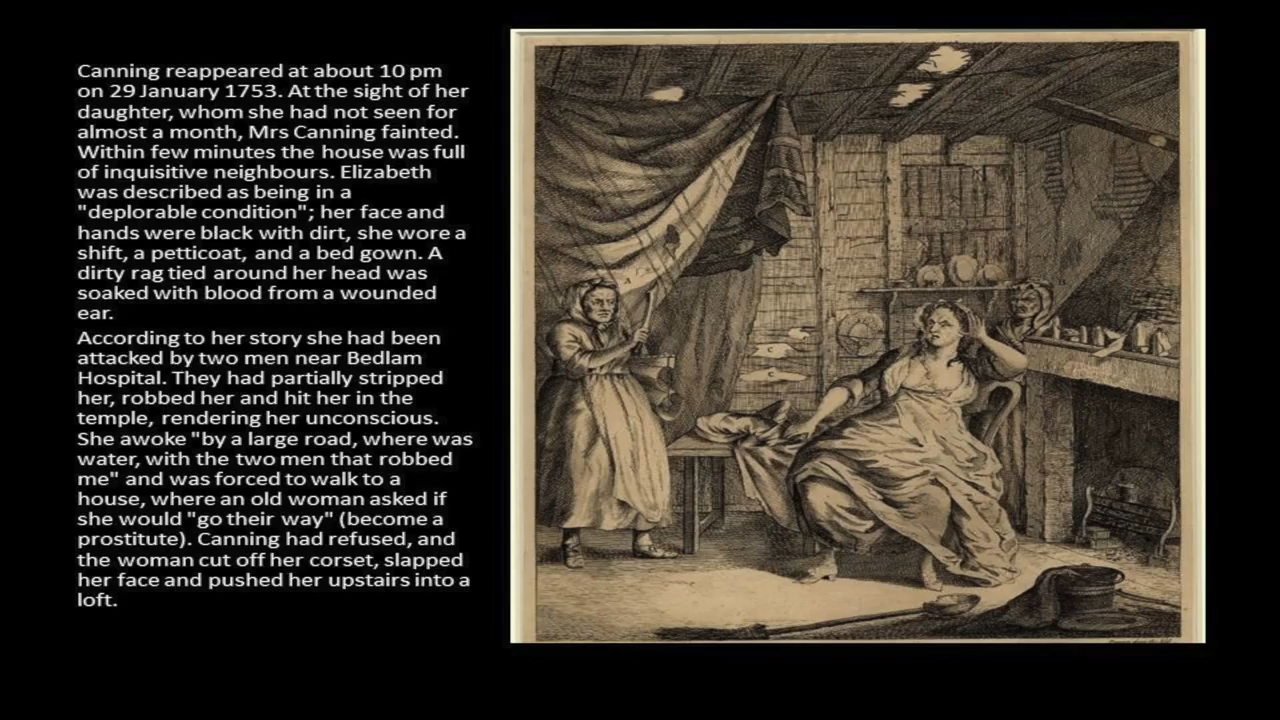 Canning reappeared at about 10 pm
on 29 January 1753. At the sight of her
daughter, whom she had not seen for
almost a month, Mrs Canning fainted.
Within few minutes the house was full
of inquisitive neighbours. Elizabeth
was described as being in a
"deplorable condition"; her face and
hands were black with dirt, she wore a
shift, a petticoat, and a bed gown. A
dirty rag tied around her head was
soaked with blood from a wounded
ear.
According to her story she had been
attacked by two men near Bedlam
Hospital. They had partially stripped
her, robbed her and hit her in the
temple, rendering her unconscious.
She awoke "by a large road, where was
water, with the two men that robbed
me" and was forced to walk to a
house, where an old woman asked if
she would "go their way" (become a
prostitute). Canning had refused, and
the woman cut off her corset, slapped
her face and pushed her upstairs into a
loft.